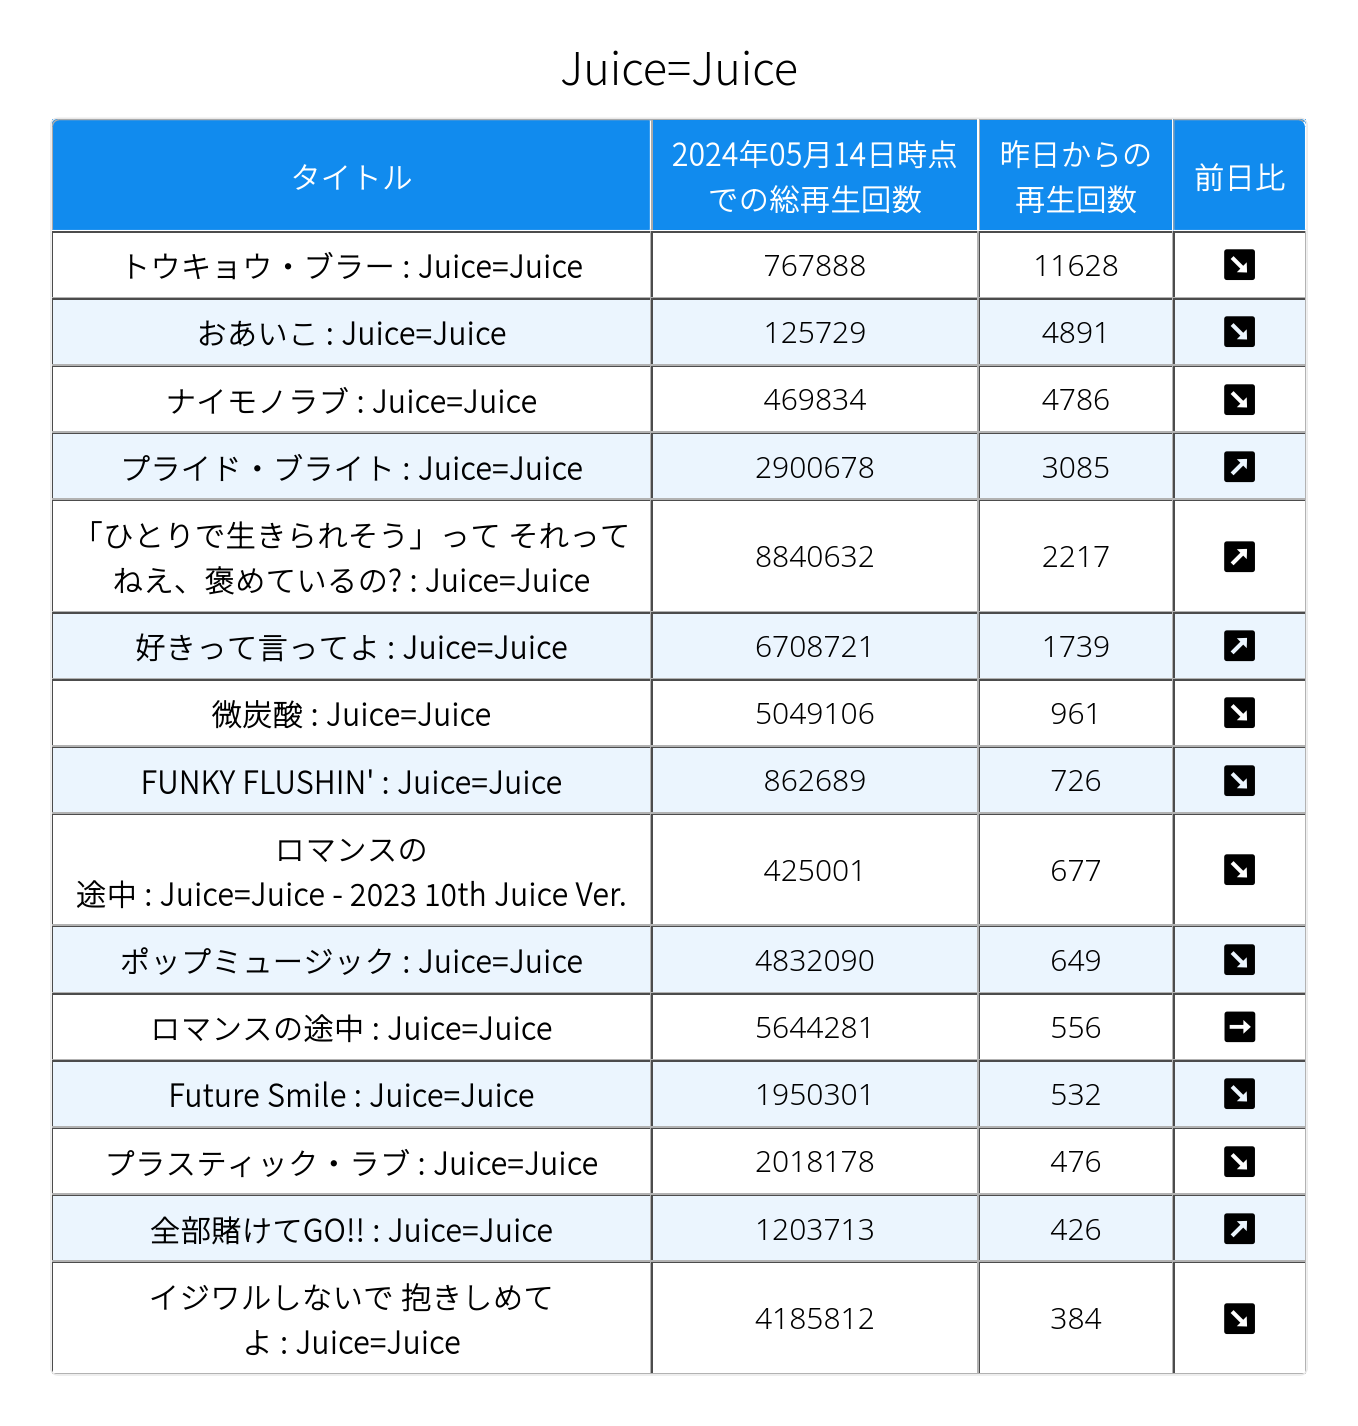 Juice=Juice
タイトル
2024年05月14日時点
での総再生回数
昨日からの
再生回数
前日比
トウキョウ・ブラー : Juice=Juice
767888
11628
↘
おあいこ : Juice=Juice
125729
4891
↘
ナイモノラブ : Juice=Juice
469834
4786
↘
プライド・ブライト : Juice=Juice
2900678
3085
↗
「ひとりで生きられそう」って それって
ねえ、褒めているの? : Juice=Juice
8840632
2217
↗
好きって言ってよ : Juice=Juice
6708721
1739
↗
微炭酸 : Juice=Juice
5049106
961
↘
FUNKY FLUSHIN' : Juice=Juice
862689
726
↘
ロマンスの
途中 : Juice=Juice - 2023 10th Juice Ver.
425001
677
↘
ポップミュージック : Juice=Juice
4832090
649
↘
ロマンスの途中 : Juice=Juice
5644281
556
→
Future Smile : Juice=Juice
1950301
532
↘
プラスティック・ラブ : Juice=Juice
2018178
476
↘
全部賭けてGO!! : Juice=Juice
1203713
426
↗
イジワルしないで 抱きしめて
よ : Juice=Juice
4185812
384
↘